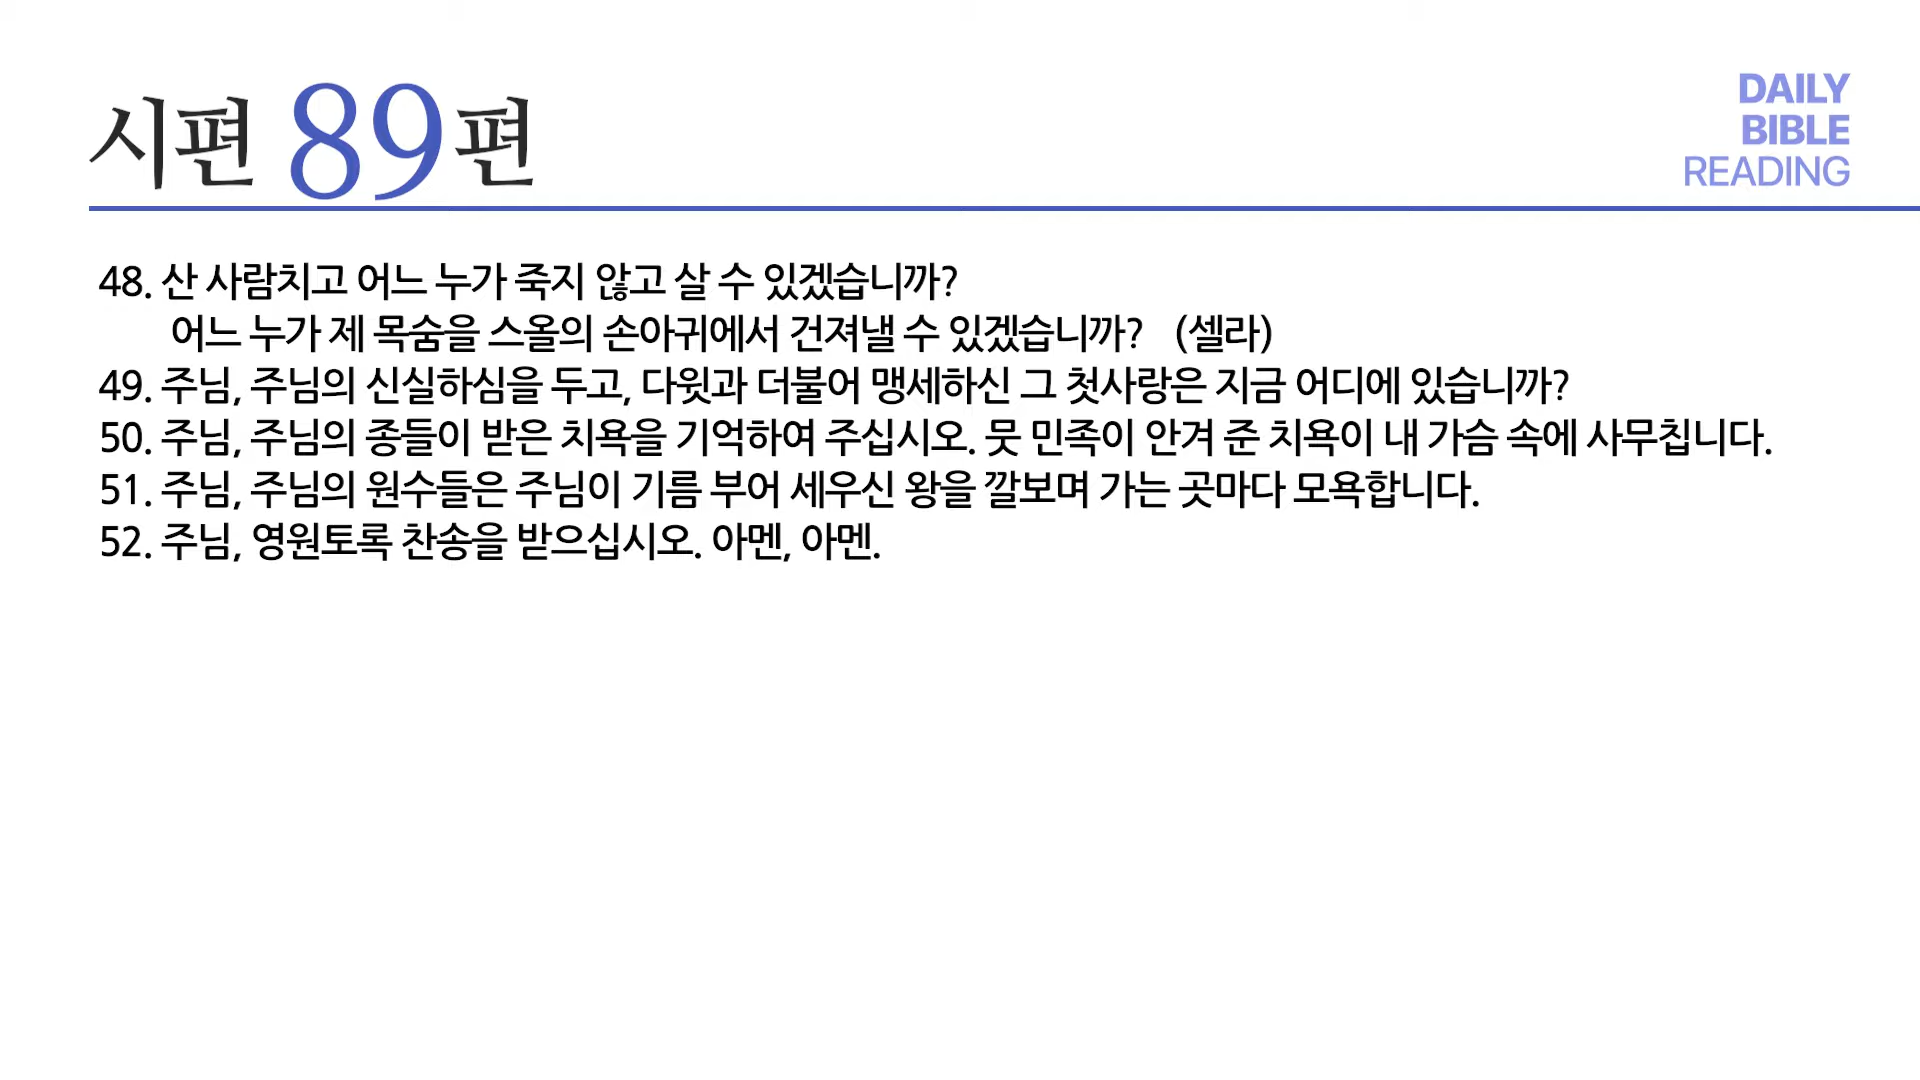 시편 89편
DAILY
BIBLE
READING
48. 산 사람치고 어느 누가 죽지 않고 살 수 있겠습니까?
어느 누가 제 목숨을 스올의 손아귀에서 건져낼 수 있겠습니까? (셀라)
49. 주님, 주님의 신실하심을 두고, 다윗과 더불어 맹세하신 그 첫사랑은 지금 어디에 있습니까?
50. 주님, 주님의 종들이 받은 치욕을 기억하여 주십시오. 뭇 민족이 안겨 준 치욕이 내 가슴 속에 사무칩니다.
51. 주님, 주님의 원수들은 주님이 기름 부어 세우신 왕을 깔보며 가는 곳마다 모욕합니다.
52. 주님, 영원토록 찬송을 받으십시오. 아멘, 아멘.